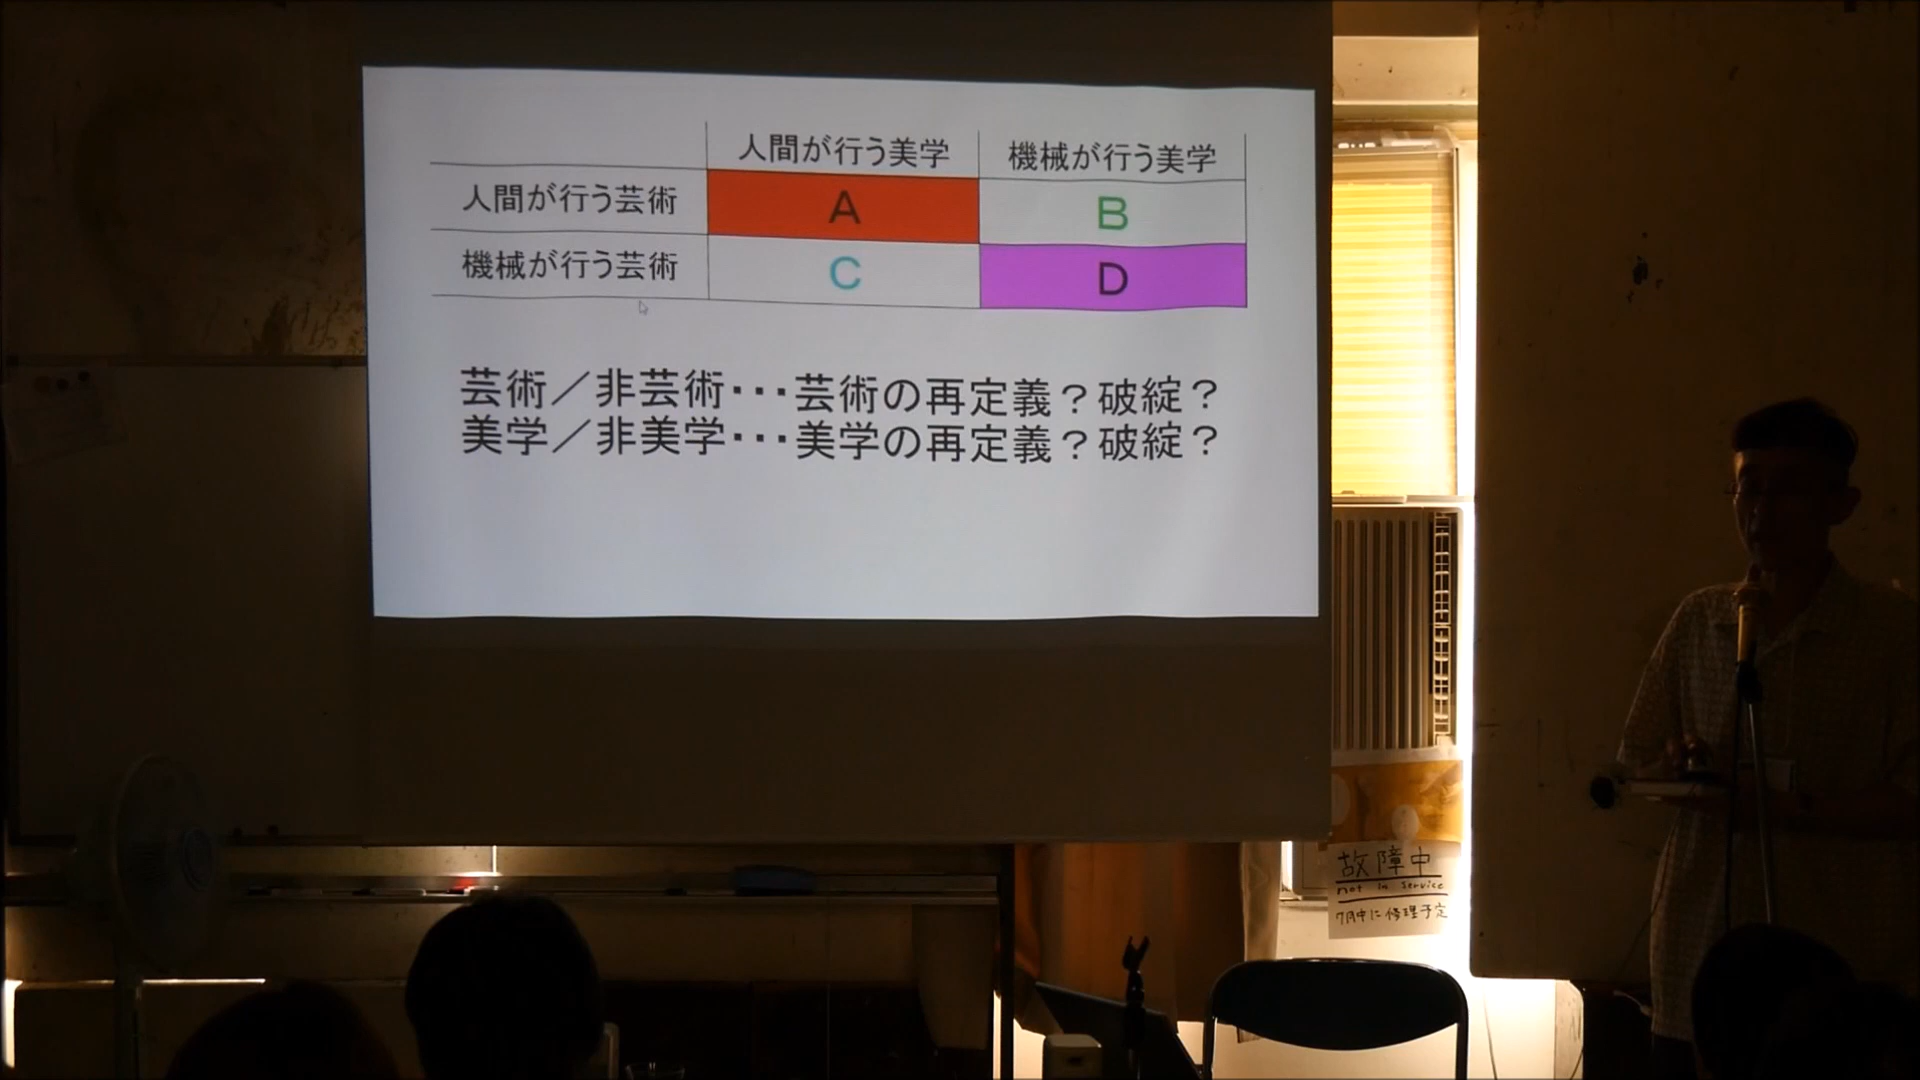 人間が行う美学 機械が行う美学
人間が行う芸術 A B
機械が行う芸術 C D
芸術／非芸術・・・芸術の再定義？破綻？
美学／非美学・・・美学の再定義？破綻？
故障中
not in service
7月中に修理予定